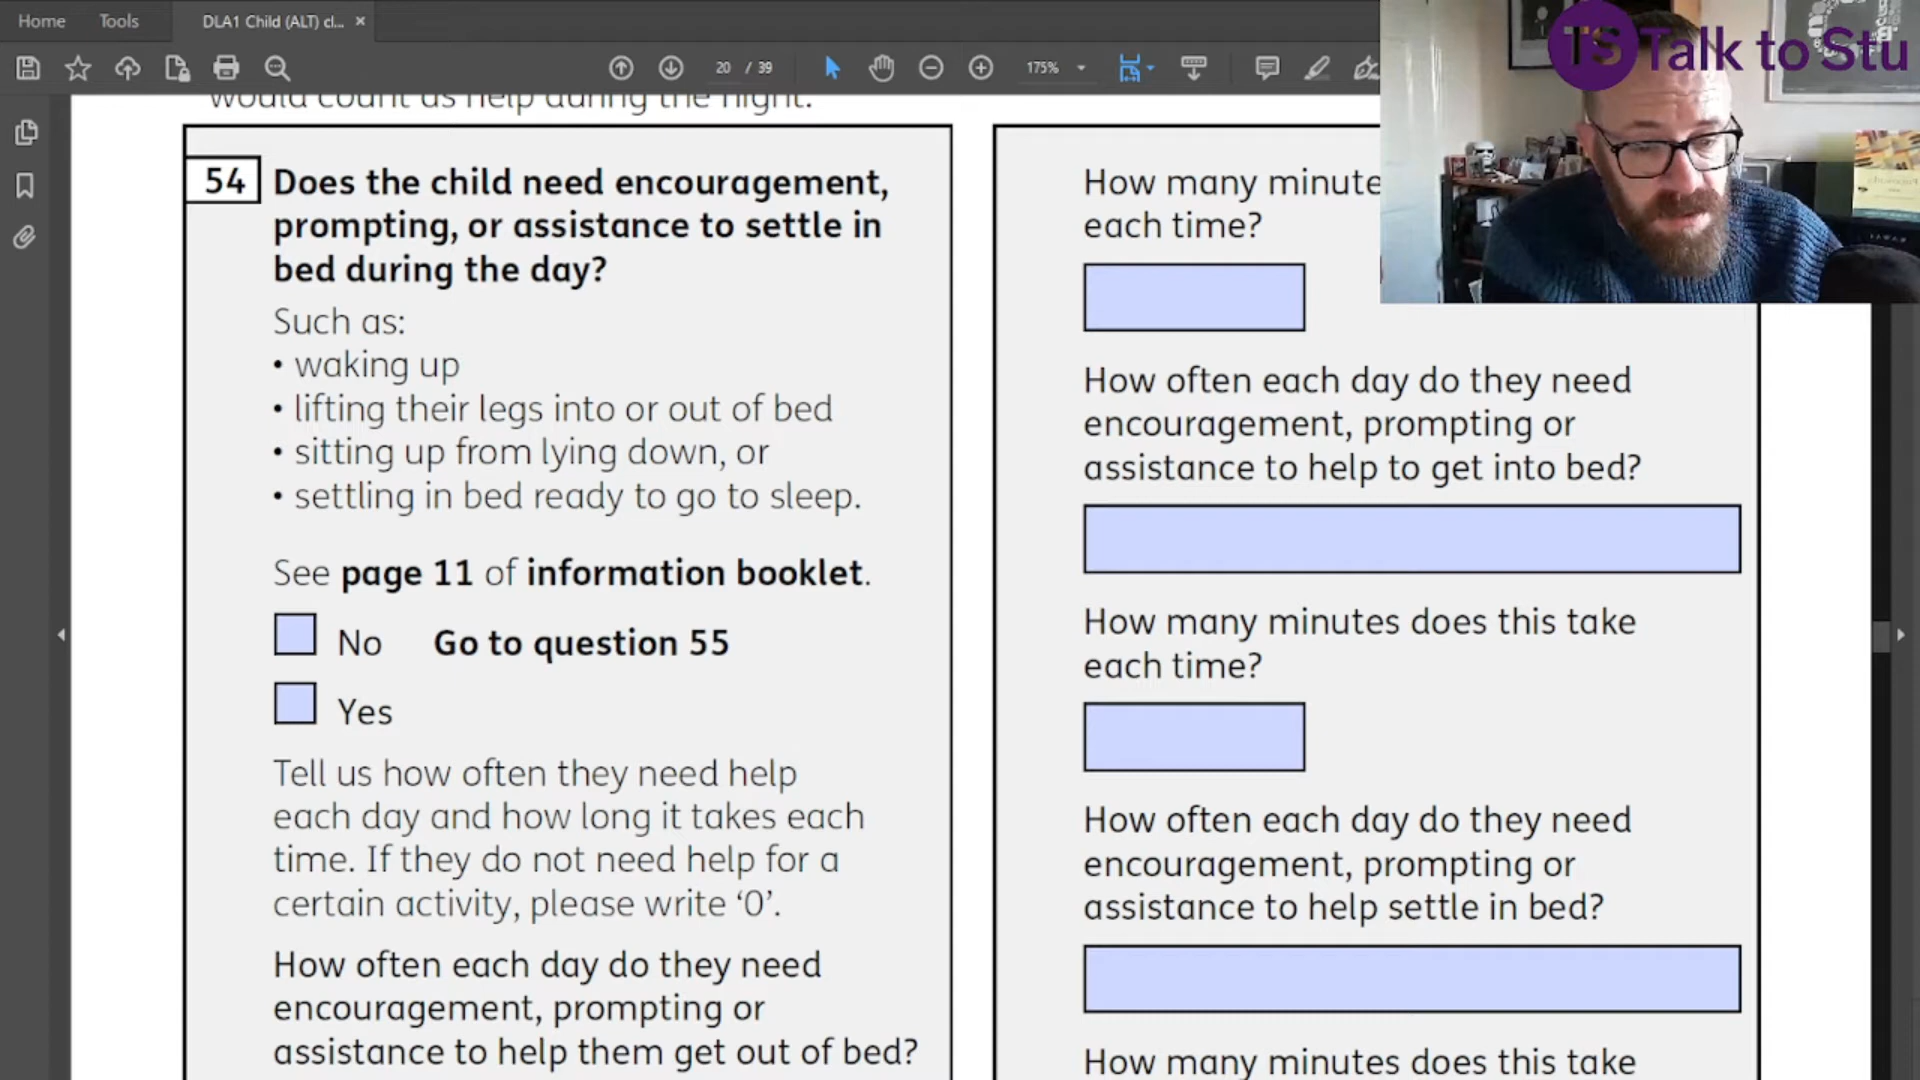 Home
Tools
DLA1 Child (ALT) cl...
20 / 39
175%
TS Talk to Stu
would count as help during the night.
54
Does the child need encouragement,
prompting, or assistance to settle in
bed during the day?
Such as:
• waking up
• lifting their legs into or out of bed
• sitting up from lying down, or
• settling in bed ready to go to sleep.
See page 11 of information booklet.
No Go to question 55
Yes
Tell us how often they need help
each day and how long it takes each
time. If they do not need help for a
certain activity, please write ‘0’.
How often each day do they need
encouragement, prompting or
assistance to help them get out of bed?
How many minute
each time?
How often each day do they need
encouragement, prompting or
assistance to help to get into bed?
How many minutes does this take
each time?
How often each day do they need
encouragement, prompting or
assistance to help settle in bed?
How many minutes does this take